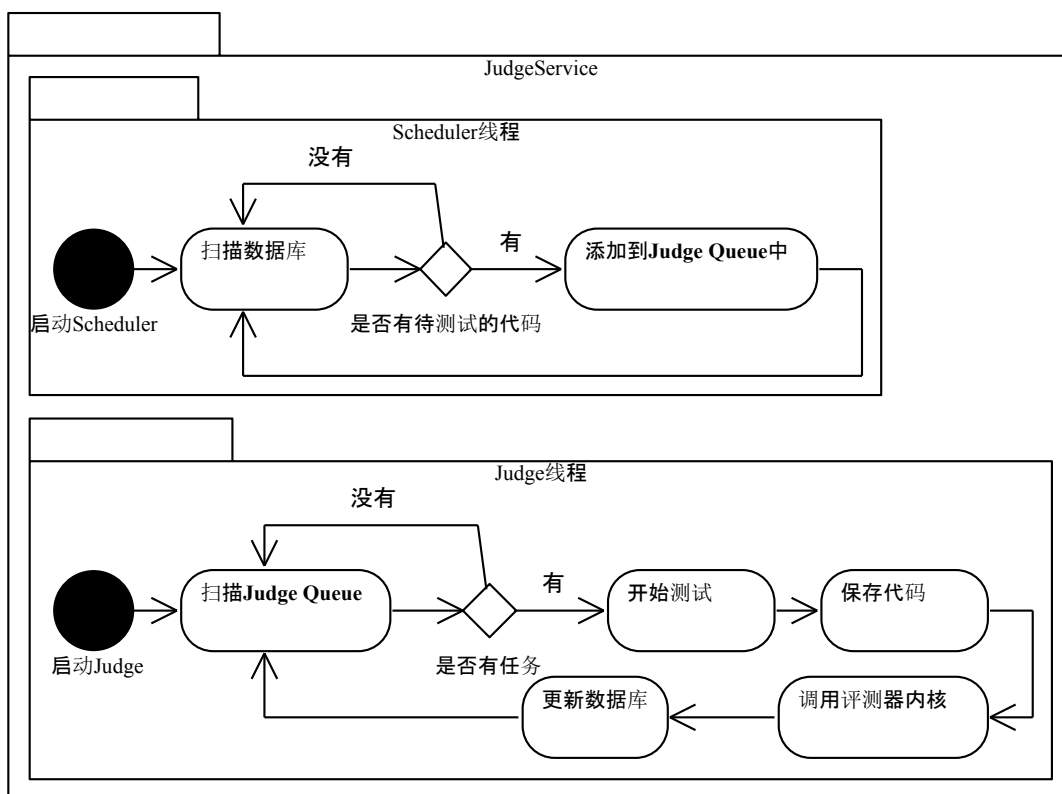 JudgeService
Scheduler线程
没有
扫描数据库
有
添加到Judge Queue中
启动Scheduler
是否有待测试的代码
Judge线程
没有
扫描Judge Queue
有
开始测试
保存代码
启动Judge
是否有任务
更新数据库
调用评测器内核